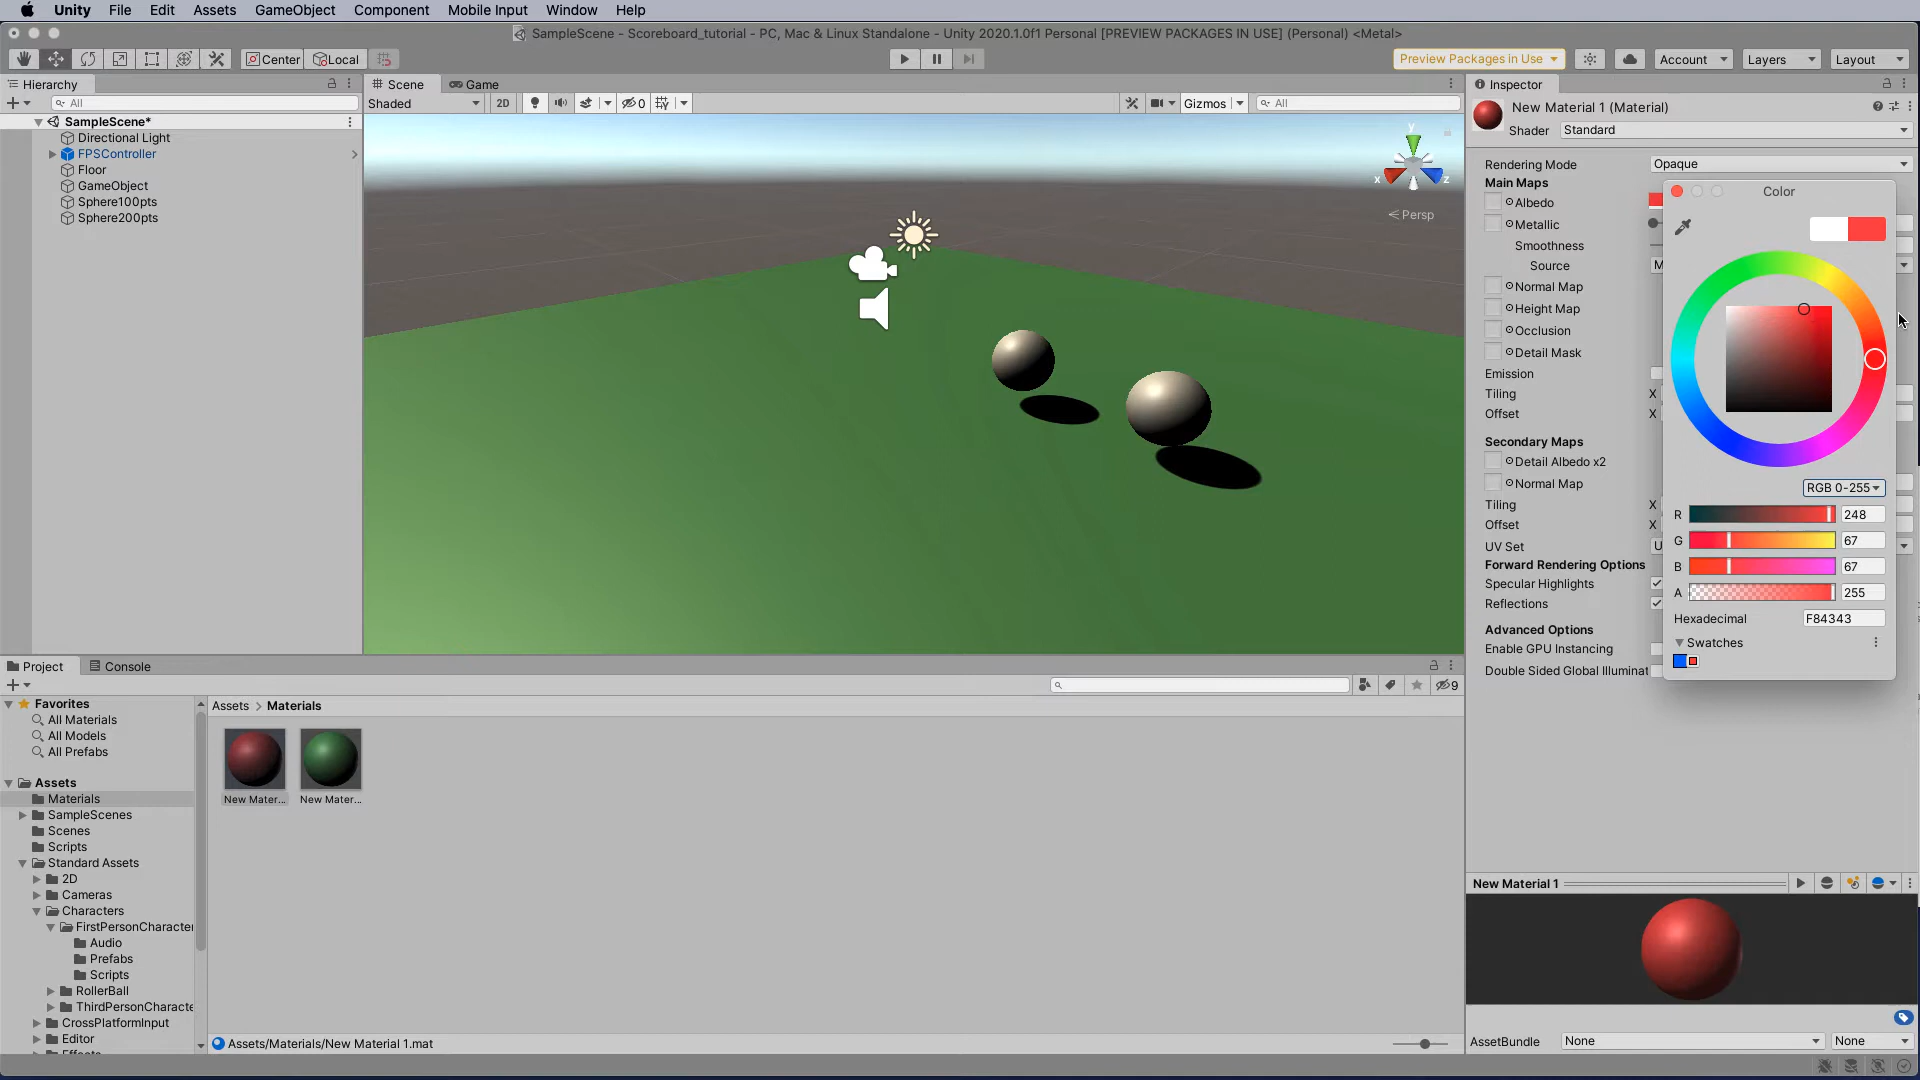 Unity File Edit Assets GameObject Component Mobile Input Window Help
SampleScene - Scoreboard_tutorial - PC, Mac & Linux Standalone - Unity 2020.1.0f1 Personal [PREVIEW PACKAGES IN USE] (Personal) <Metal>
Center Local Preview Packages in Use Account Layers Layout
Hierarchy Scene Game Inspector
All Shaded 2D 0 Gizmos All New Material 1 (Material)
SampleScene* Shader Standard
Directional Light
FPSController
Floor
GameObject
Sphere100pts
Sphere200pts
y
x z
Persp
Rendering Mode Opaque
Main Maps Color
Albedo
Metallic
Smoothness
Source M
Normal Map
Height Map
Occlusion
Detail Mask
Emission
Tiling X
Offset X
Secondary Maps
Detail Albedo x2
Normal Map RGB 0-255
Tiling X R 248
Offset X G 67
UV Set U
Forward Rendering Options B 67
Specular Highlights A 255
Reflections
Hexadecimal F84343
Advanced Options
Enable GPU Instancing Swatches
Double Sided Global Illuminat
Project Console
9
Favorites Assets > Materials
All Materials
All Models
All Prefabs
Assets
Materials New Mater... New Mater...
SampleScenes
Scenes
Scripts
Standard Assets
2D
Cameras
Characters
FirstPersonCharacter
Audio
Prefabs
Scripts
RollerBall
ThirdPersonCharacte
CrossPlatformInput
Editor
Assets/Materials/New Material 1.mat
New Material 1
AssetBundle None None